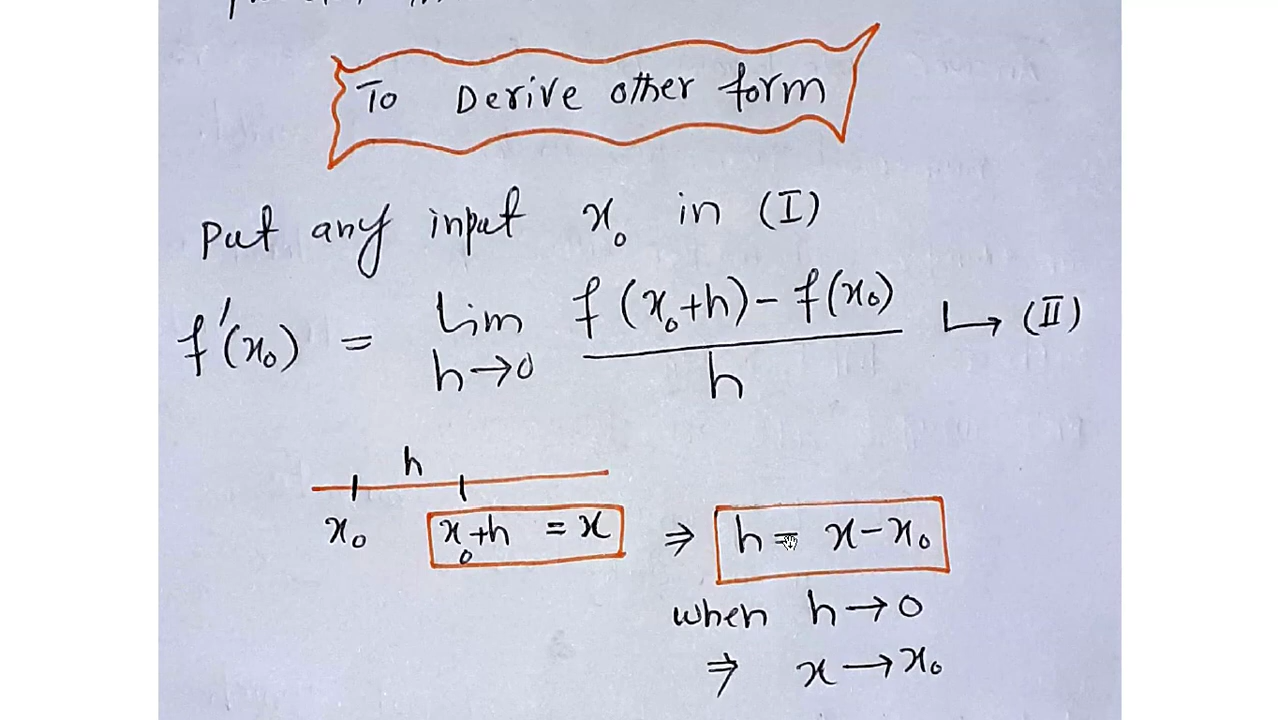 To Derive other form
Put any input x₀ in (I)
f'(x₀) = Lim h→0 f(x₀+h) - f(x₀) / h ↳ (II)
h
x₀ x₀+h = x ⇒ h = x - x₀
when h → 0
⇒ x → x₀